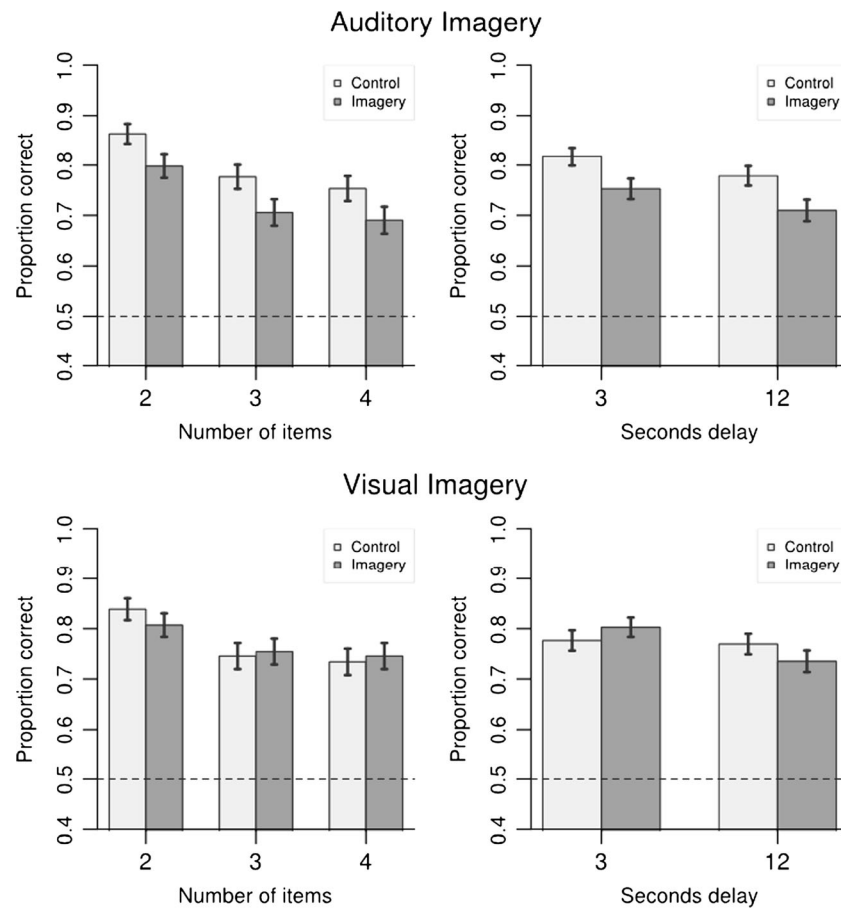 Auditory Imagery
Proportion correct
1.0
0.9
0.8
0.7
0.6
0.5
0.4
Control
Imagery
2 3 4
Number of items
Proportion correct
1.0
0.9
0.8
0.7
0.6
0.5
0.4
Control
Imagery
3 12
Seconds delay
Visual Imagery
Proportion correct
1.0
0.9
0.8
0.7
0.6
0.5
0.4
Control
Imagery
2 3 4
Number of items
Proportion correct
1.0
0.9
0.8
0.7
0.6
0.5
0.4
Control
Imagery
3 12
Seconds delay